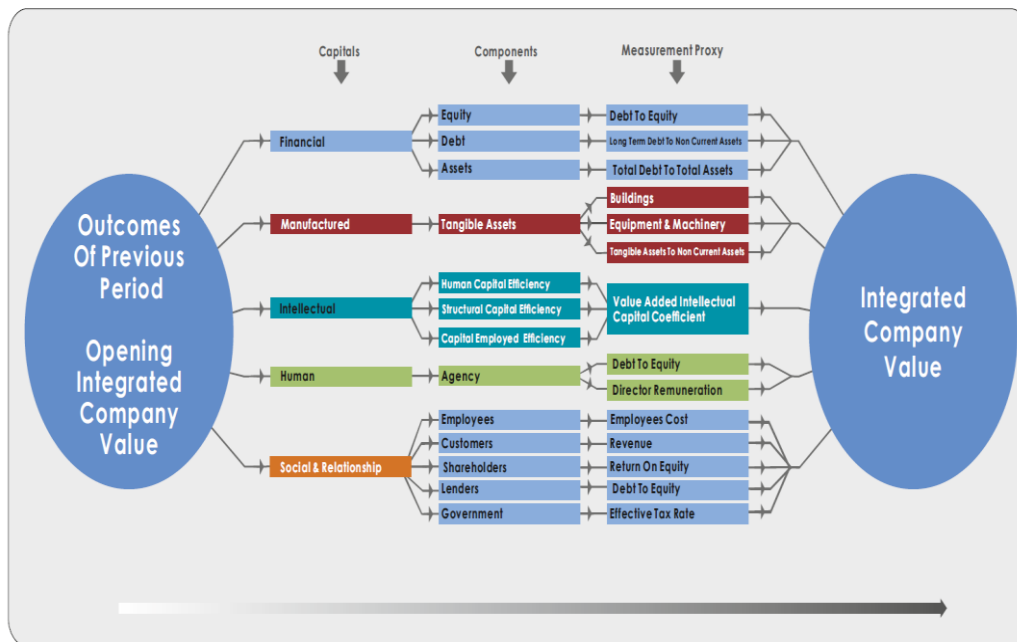 Capitals
Components
Measurement Proxy
Outcomes
Of Previous
Period
Opening
Integrated
Company
Value
Financial
Equity
Debt To Equity
Debt
Long Term Debt To Non Current Assets
Assets
Total Debt To Total Assets
Manufactured
Tangible Assets
Buildings
Equipment & Machinery
Tangible Assets To Non Current Assets
Intellectual
Human Capital Efficiency
Structural Capital Efficiency
Capital Employed Efficiency
Value Added Intellectual
Capital Coefficient
Human
Agency
Debt To Equity
Director Remuneration
Social & Relationship
Employees
Employees Cost
Customers
Revenue
Shareholders
Return On Equity
Lenders
Debt To Equity
Government
Effective Tax Rate
Integrated
Company
Value